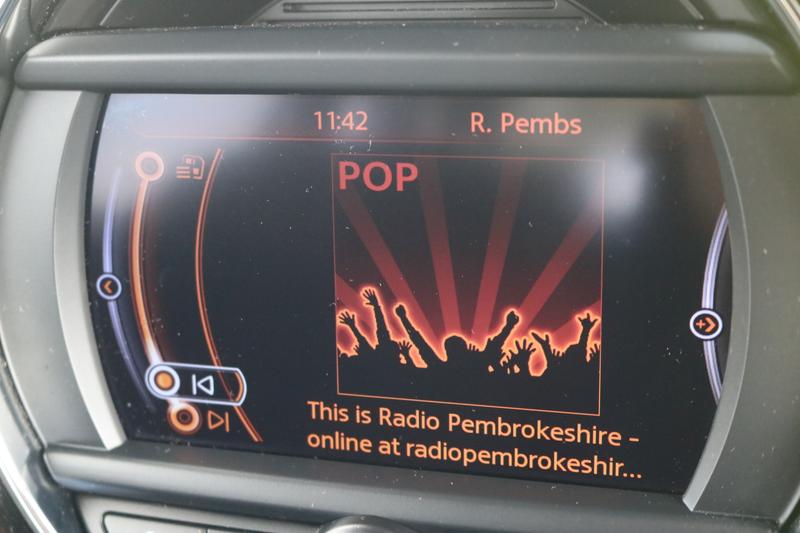 11:42 R. Pembs
POP
This is Radio Pembrokeshire -
online at radiopembrokeshir...